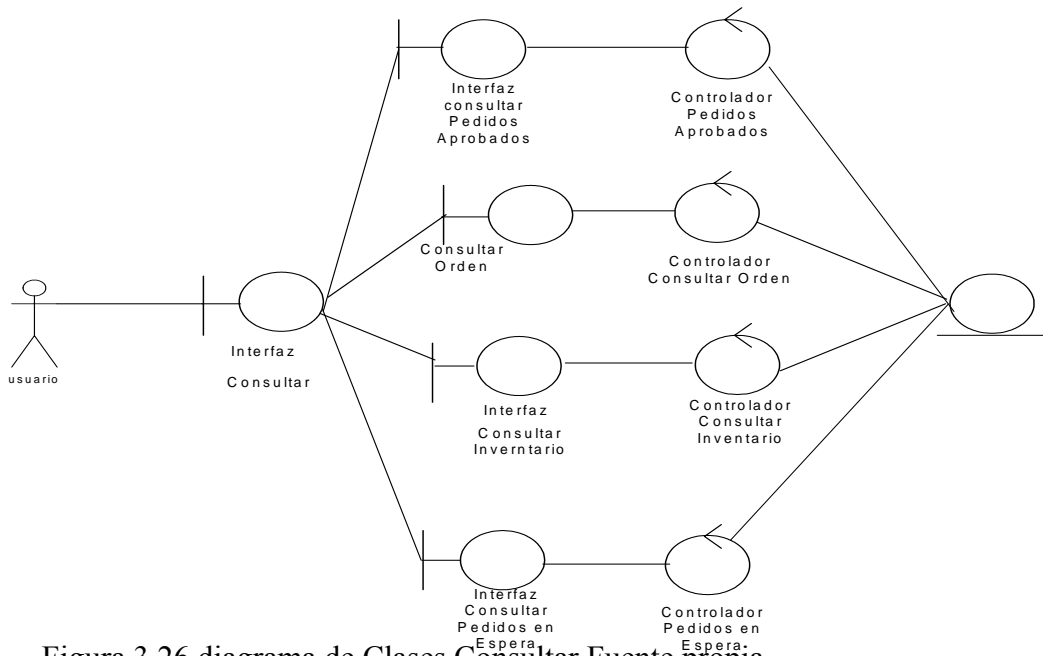 Interfaz
consultar
Pedidos
Aprobados
Controlador
Pedidos
Aprobados
Consultar
Orden
Controlador
Consultar Orden
usuario
Interfaz
Consultar
Interfaz
Consultar
Inverntario
Controlador
Consultar
Inventario
Interfaz
Consultar
Pedidos en
Espera
Controlador
Pedidos en
Espera
Figura 3.26 diagrama de Clases Consultar Fuente propia